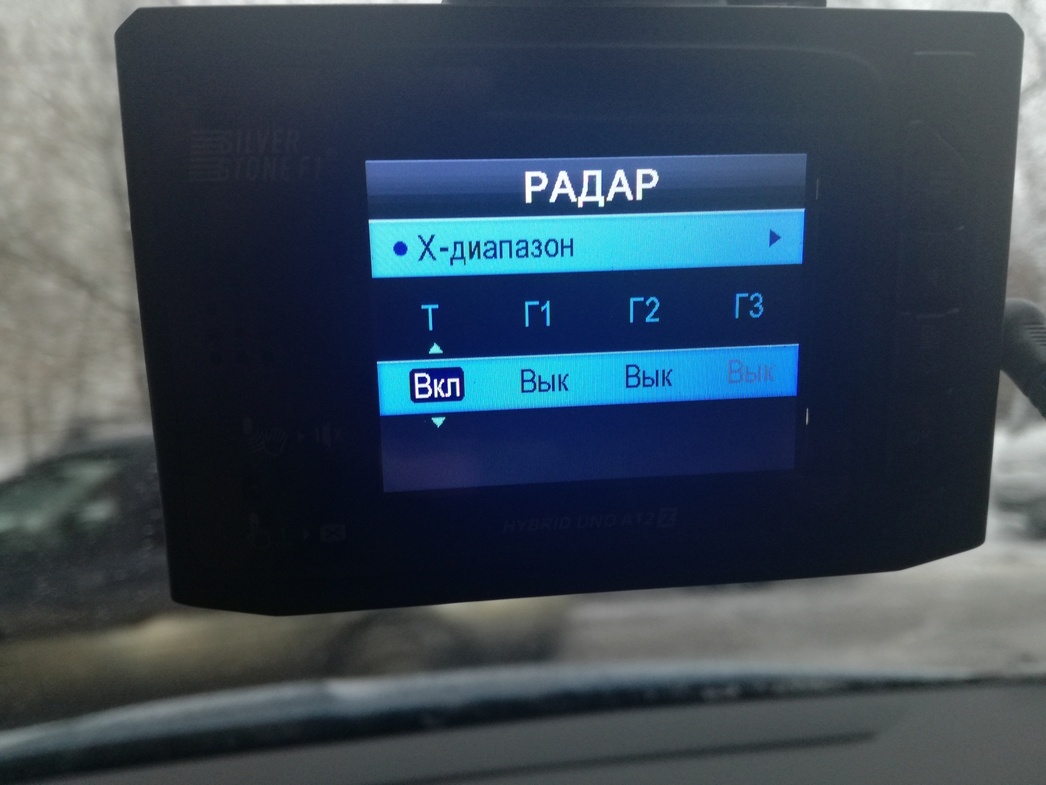 SILVER
STONE F1
РАДАР
• Х-диапазон
Т Г1 Г2 Г3
Вкл Вык Вык Вык
HYBRID UNO A12 Z